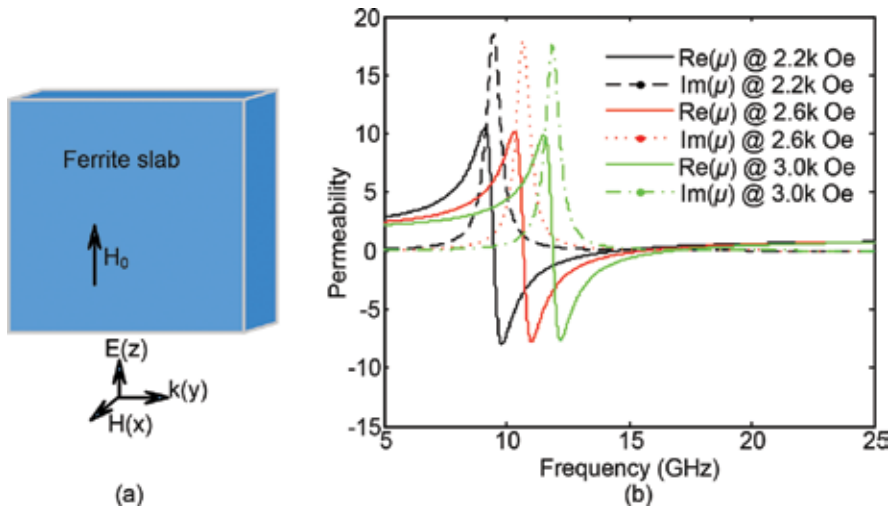 Ferrite slab
H₀
E(z)
k(y)
H(x)
(a)
Permeability
20
15
10
5
0
-5
-10
-15
5
10
15
20
25
Frequency (GHz)
Re(μ) @ 2.2k Oe
Im(μ) @ 2.2k Oe
Re(μ) @ 2.6k Oe
Im(μ) @ 2.6k Oe
Re(μ) @ 3.0k Oe
Im(μ) @ 3.0k Oe
(b)